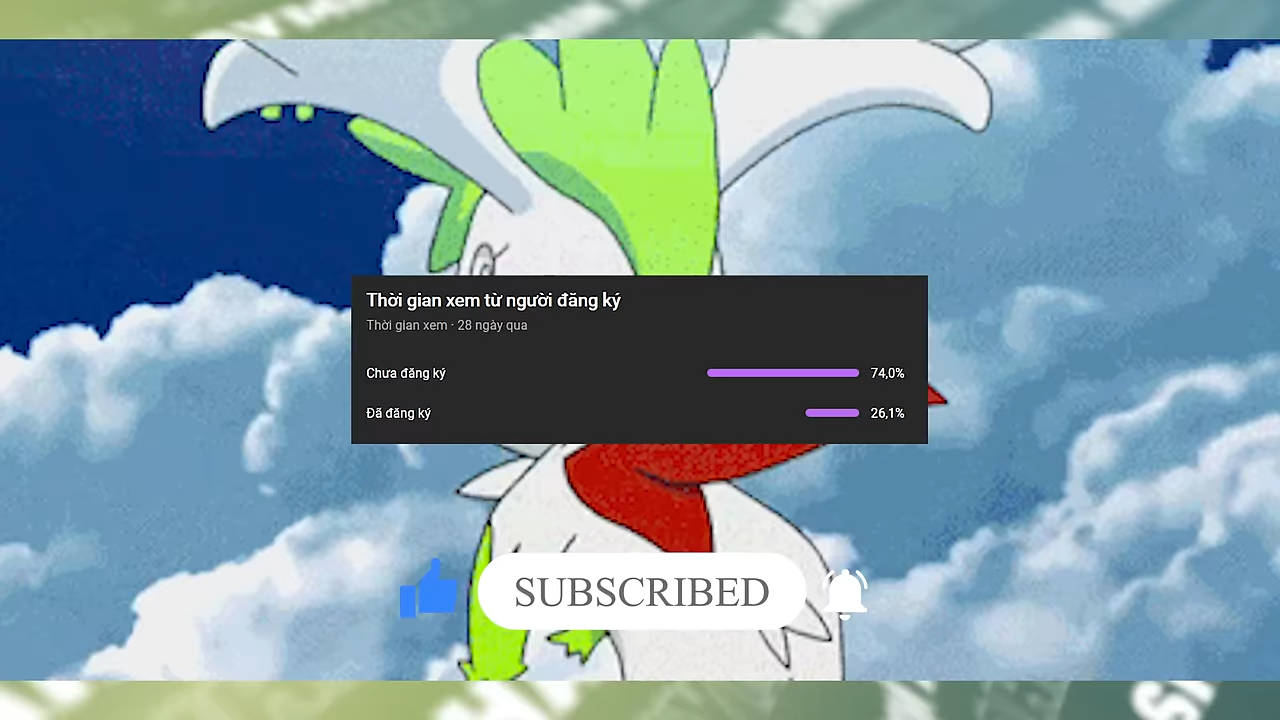 Thời gian xem từ người đăng ký
Thời gian xem · 28 ngày qua
Chưa đăng ký 74,0%
Đã đăng ký 26,1%
SUBSCRIBED